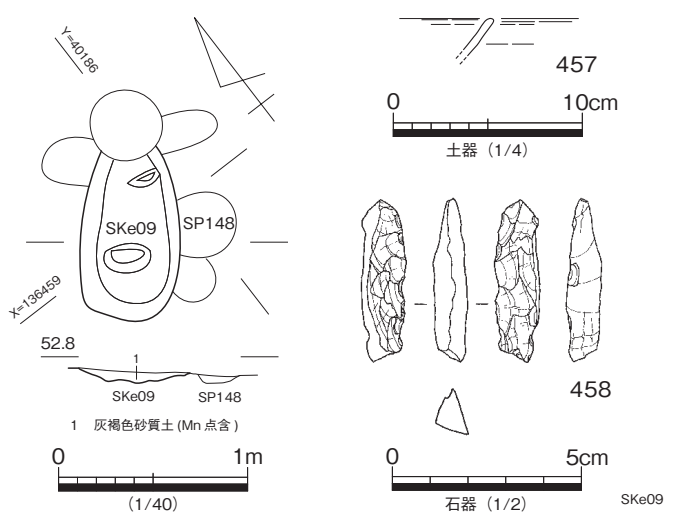 Y=40186
SKe09
SP148
X=136459
52.8
1
SKe09
SP148
1 灰褐色砂質土 (Mn 点含)
0 1m
(1/40)
457
0 10cm
土器 (1/4)
458
0 5cm
石器 (1/2)
SKe09